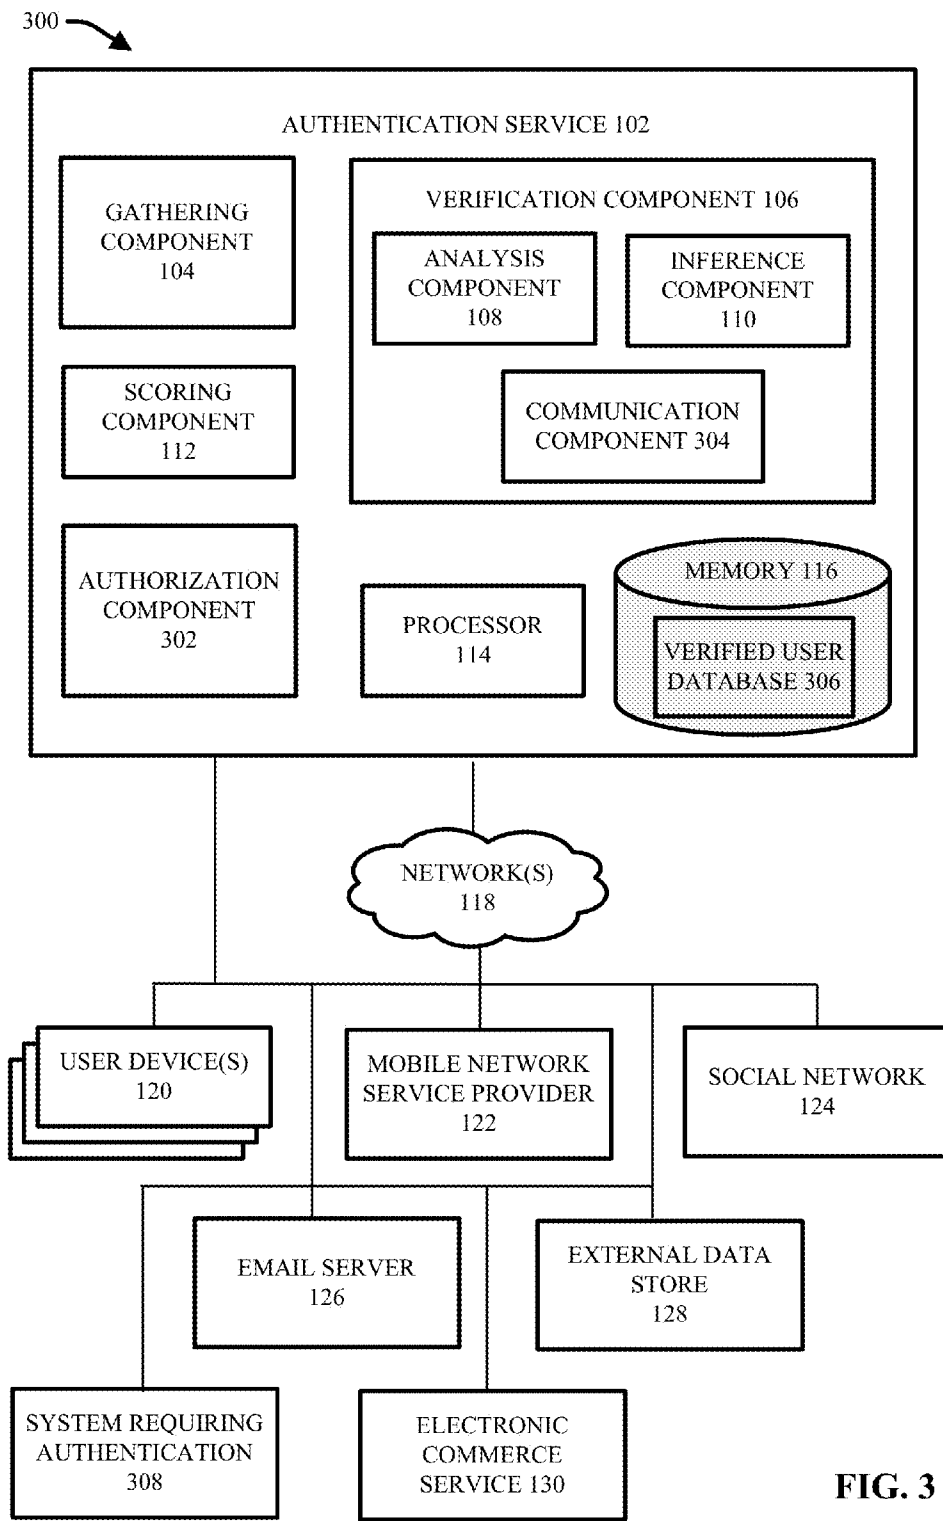 300
AUTHENTICATION SERVICE 102
GATHERING
COMPONENT
104
VERIFICATION COMPONENT 106
ANALYSIS
COMPONENT
108
INFERENCE
COMPONENT
110
SCORING
COMPONENT
112
COMMUNICATION
COMPONENT 304
AUTHORIZATION
COMPONENT
302
PROCESSOR
114
MEMORY 116
VERIFIED USER
DATABASE 306
NETWORK(S)
118
USER DEVICE(S)
120
MOBILE NETWORK
SERVICE PROVIDER
122
SOCIAL NETWORK
124
EMAIL SERVER
126
EXTERNAL DATA
STORE
128
SYSTEM REQUIRING
AUTHENTICATION
308
ELECTRONIC
COMMERCE
SERVICE 130
FIG. 3